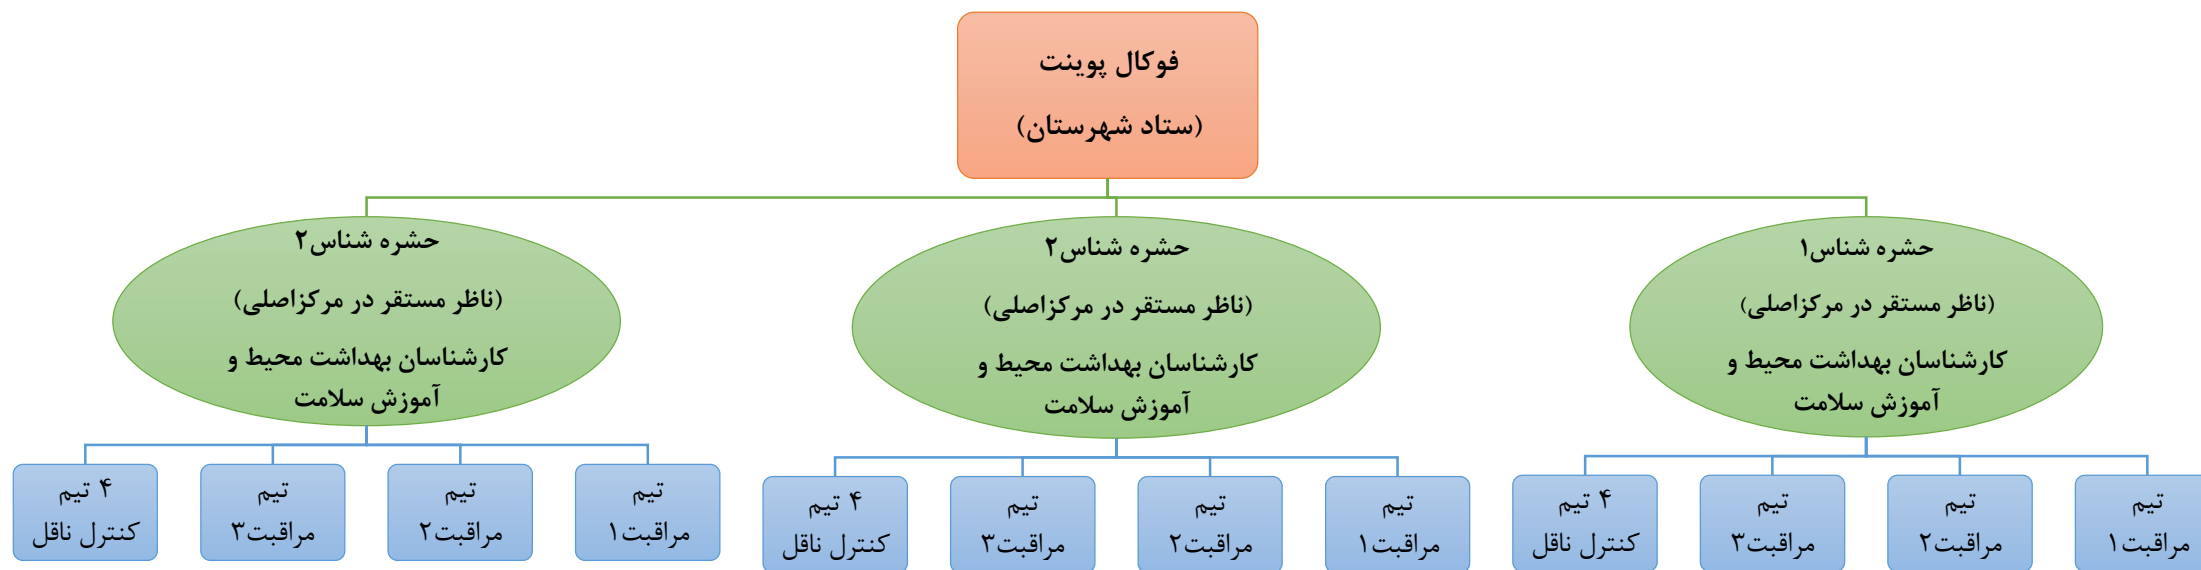 فوکال پوینت
(ستاد شهرستان)
حشره شناس۱
(ناظر مستقر در مرکزاصلی)
کارشناسان بهداشت محیط و
آموزش سلامت
حشره شناس۲
(ناظر مستقر در مرکزاصلی)
کارشناسان بهداشت محیط و
آموزش سلامت
حشره شناس۲
(ناظر مستقر در مرکزاصلی)
کارشناسان بهداشت محیط و
آموزش سلامت
تیم
مراقبت۱
تیم
مراقبت۲
تیم
مراقبت۳
۴ تیم
کنترل ناقل
تیم
مراقبت۱
تیم
مراقبت۲
تیم
مراقبت۳
۴ تیم
کنترل ناقل
تیم
مراقبت۱
تیم
مراقبت۲
تیم
مراقبت۳
۴ تیم
کنترل ناقل